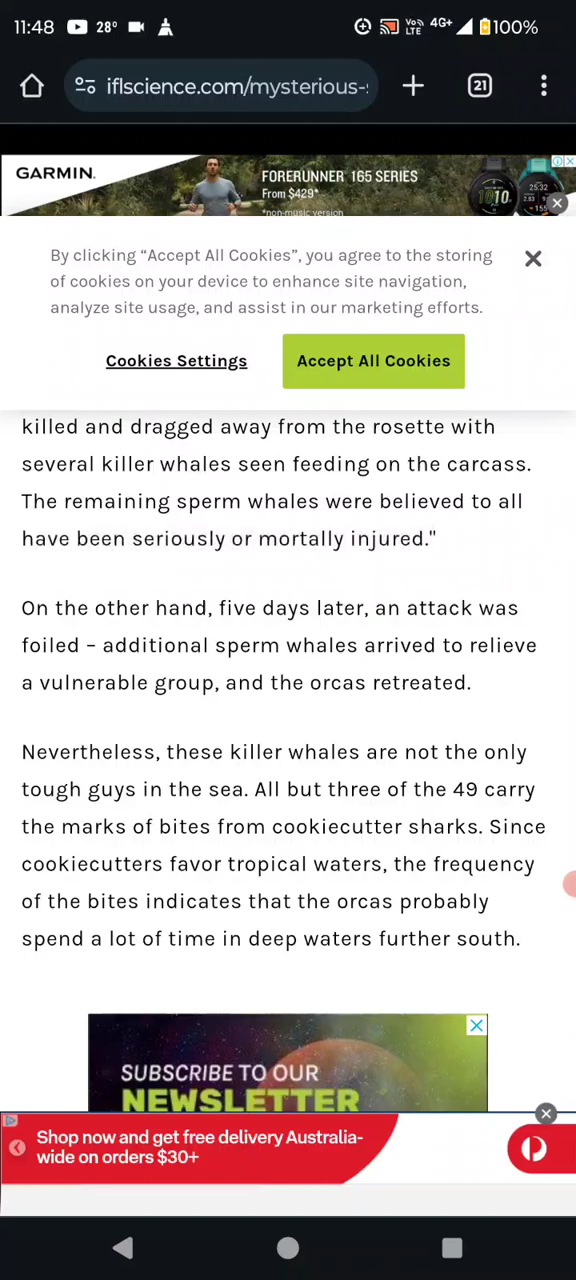 11:48 28° Vo)) LTE 4G+ 100%
iflscience.com/mysterious-s 21
GARMIN.
FORERUNNER 165 SERIES
From $429*
*non-music version
By clicking “Accept All Cookies”, you agree to the storing
of cookies on your device to enhance site navigation,
analyze site usage, and assist in our marketing efforts.
Cookies Settings
Accept All Cookies
killed and dragged away from the rosette with
several killer whales seen feeding on the carcass.
The remaining sperm whales were believed to all
have been seriously or mortally injured."
On the other hand, five days later, an attack was
foiled – additional sperm whales arrived to relieve
a vulnerable group, and the orcas retreated.
Nevertheless, these killer whales are not the only
tough guys in the sea. All but three of the 49 carry
the marks of bites from cookiecutter sharks. Since
cookiecutters favor tropical waters, the frequency
of the bites indicates that the orcas probably
spend a lot of time in deep waters further south.
SUBSCRIBE TO OUR
NEWSLETTER
Shop now and get free delivery Australia-
wide on orders $30+